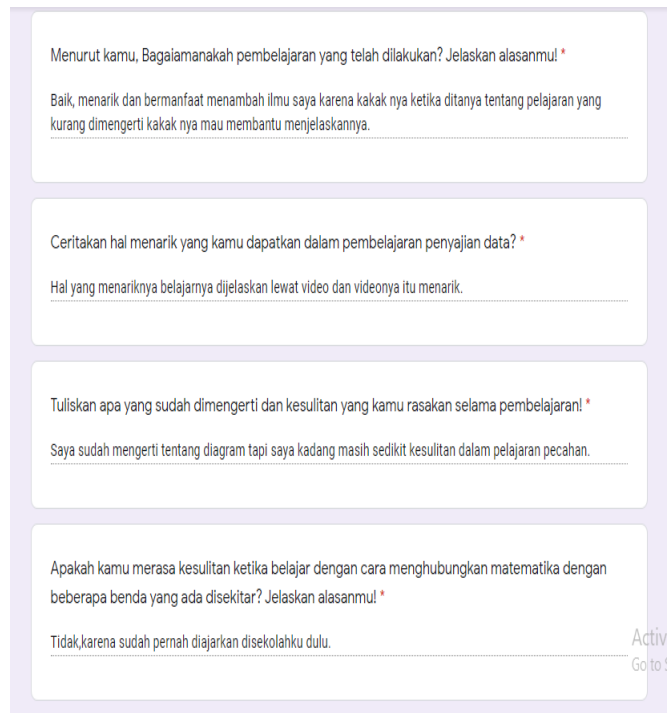 Menurut kamu, Bagaiamanakah pembelajaran yang telah dilakukan? Jelaskan alasanmu! *
Baik, menarik dan bermanfaat menambah ilmu saya karena kakak nya ketika ditanya tentang pelajaran yang
kurang dimengerti kakak nya mau membantu menjelaskannya.
Ceritakan hal menarik yang kamu dapatkan dalam pembelajaran penyajian data? *
Hal yang menariknya belajarnya dijelaskan lewat video dan videonya itu menarik.
Tuliskan apa yang sudah dimengerti dan kesulitan yang kamu rasakan selama pembelajaran! *
Saya sudah mengerti tentang diagram tapi saya kadang masih sedikit kesulitan dalam pelajaran pecahan.
Apakah kamu merasa kesulitan ketika belajar dengan cara menghubungkan matematika dengan
beberapa benda yang ada disekitar? Jelaskan alasanmu! *
Tidak,karena sudah pernah diajarkan disekolahku dulu.
Activ
Go to S